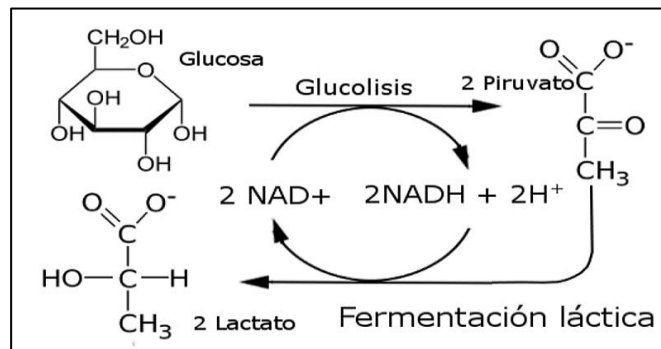 CH₂OH
Glucosa
O
OH
OH
OH
OH
OH
Glucolisis
2 Piruvato
O
O⁻
C
C=O
CH₃
2 NAD+
2NADH + 2H⁺
O
O⁻
C
HO—C—H
CH₃
2 Lactato
Fermentación láctica